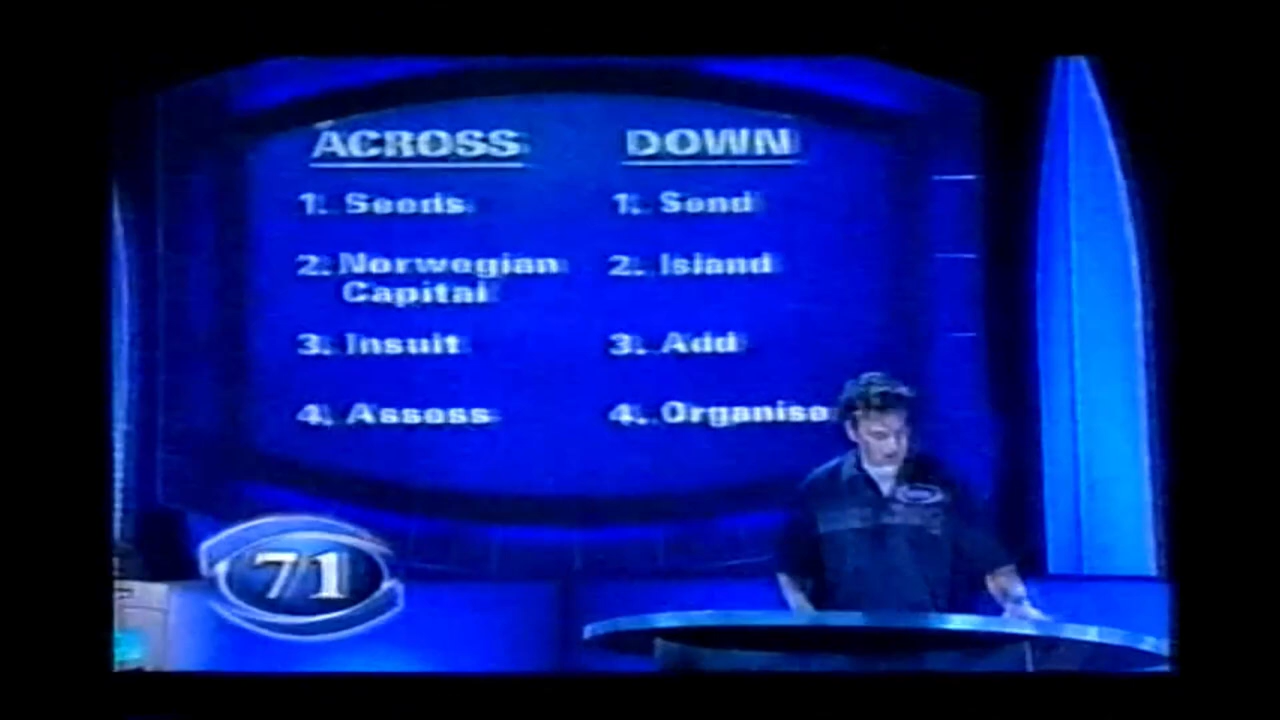 ACROSS
DOWN
1. Seeds
1. Send
2. Norwegian
Capital
2. Island
3. Insult
3. Add
4. Assess
4. Organise
71